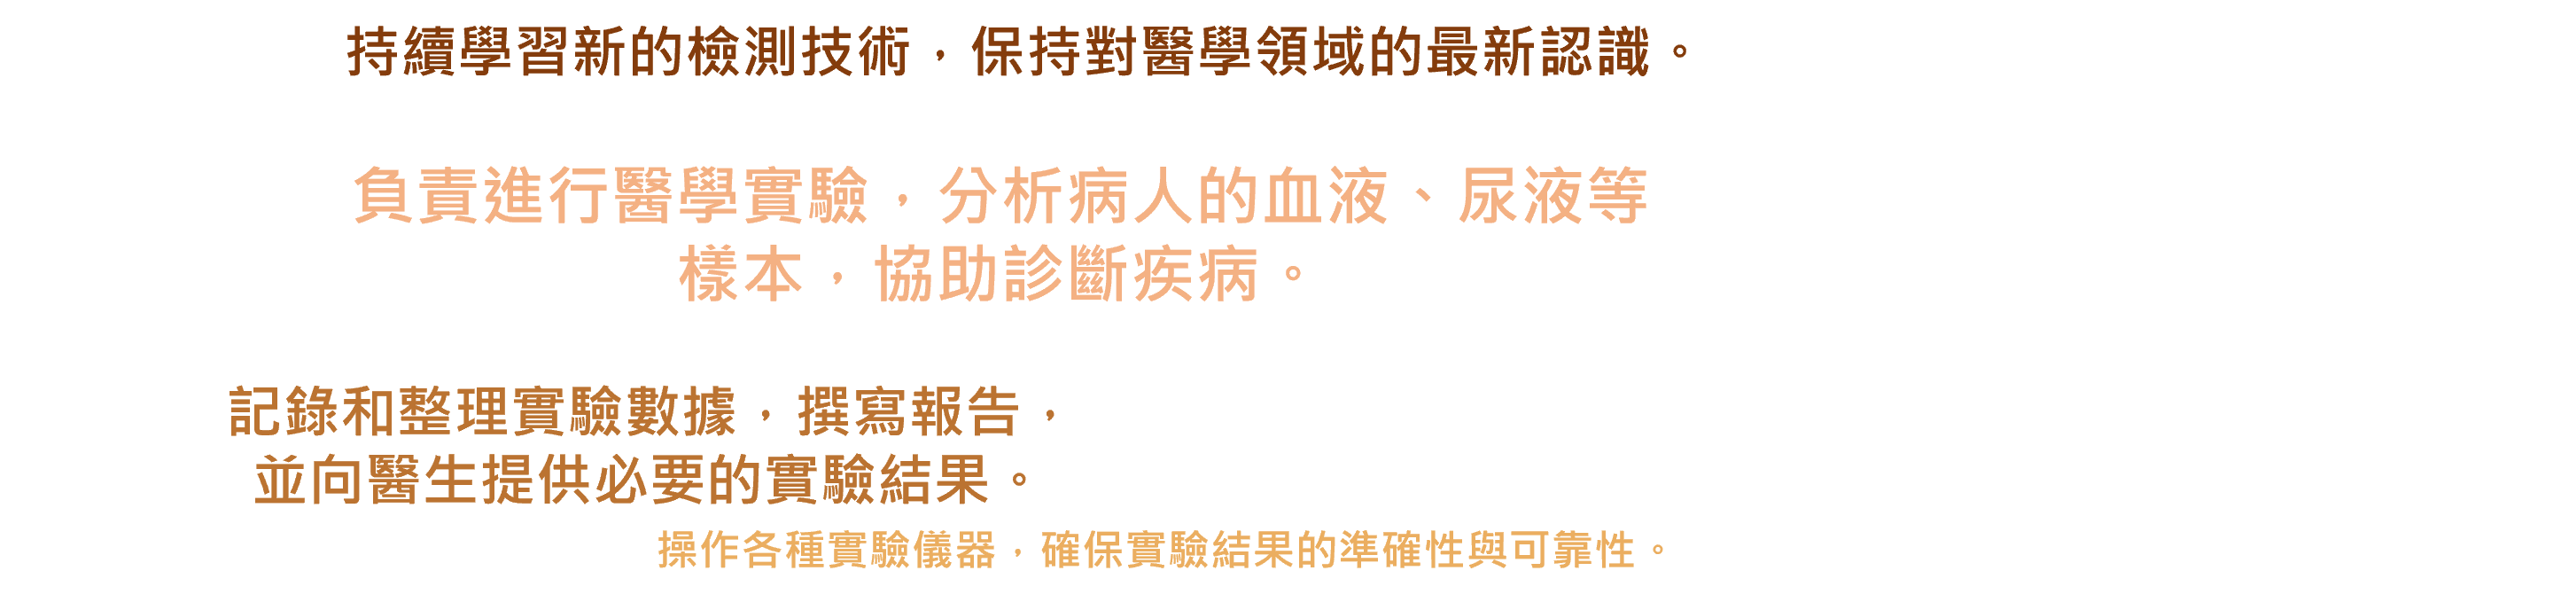 持續學習新的檢測技術，保持對醫學領域的最新認識。
負責進行醫學實驗，分析病人的血液、尿液等
樣本，協助診斷疾病。
記錄和整理實驗數據，撰寫報告，
並向醫生提供必要的實驗結果。
操作各種實驗儀器，確保實驗結果的準確性與可靠性。